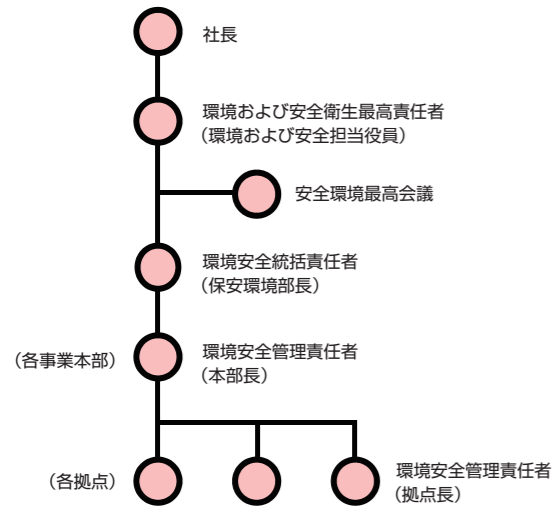 社長
環境および安全衛生最高責任者
（環境および安全担当役員）
安全環境最高会議
環境安全統括責任者
（保安環境部長）
（各事業本部）
環境安全管理責任者
（本部長）
（各拠点）
環境安全管理責任者
（拠点長）